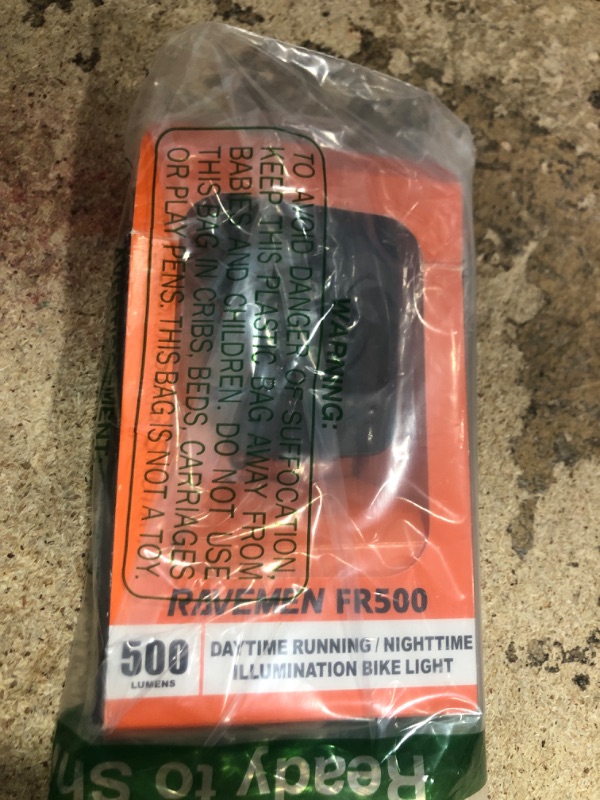 WARNING:
TO AVOID DANGER OF SUFFOCATION,
KEEP THIS PLASTIC BAG AWAY FROM
BABIES AND CHILDREN. DO NOT USE
THIS BAG IN CRIBS, BEDS, CARRIAGES
OR PLAY PENS. THIS BAG IS NOT A TOY.
RAVEMEN FR500
500
LUMENS
DAYTIME RUNNING / NIGHTTIME
ILLUMINATION BIKE LIGHT
Ready to Sh